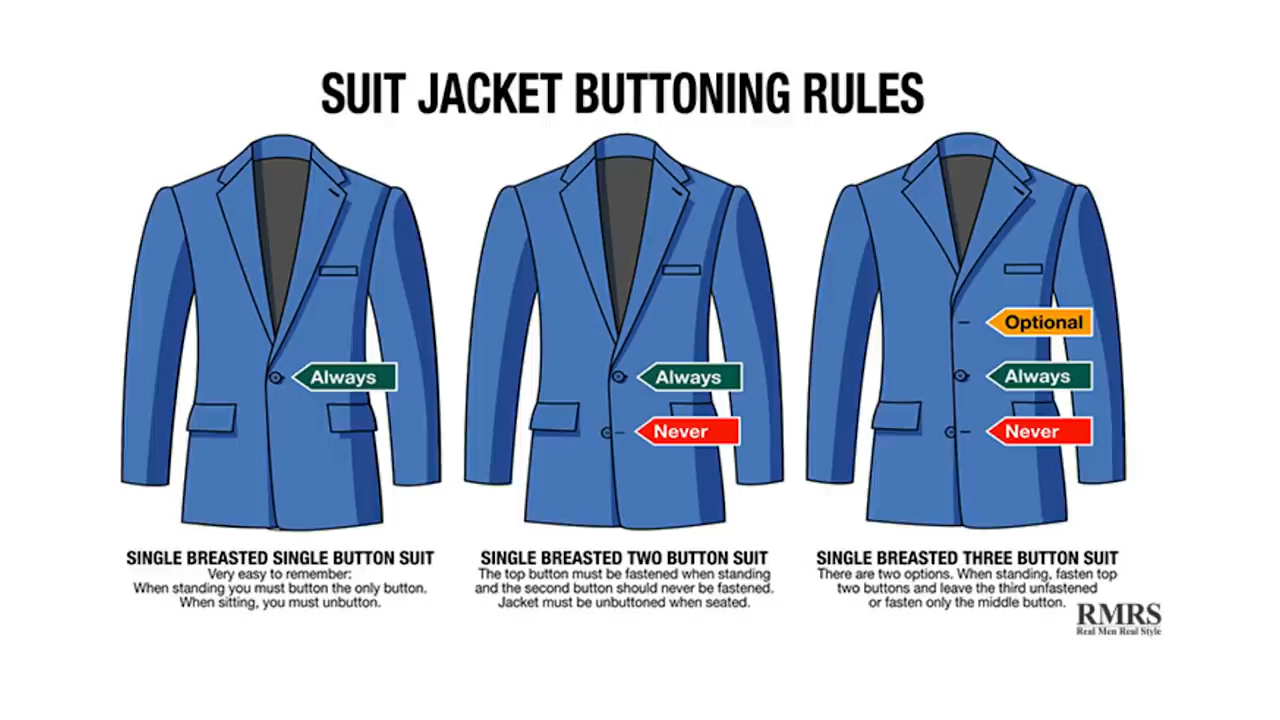 SUIT JACKET BUTTONING RULES
Always
Always
Never
Optional
Always
Never
SINGLE BREASTED SINGLE BUTTON SUIT
Very easy to remember:
When standing you must button the only button.
When sitting, you must unbutton.
SINGLE BREASTED TWO BUTTON SUIT
The top button must be fastened when standing
and the second button should never be fastened.
Jacket must be unbuttoned when seated.
SINGLE BREASTED THREE BUTTON SUIT
There are two options. When standing, fasten top
two buttons and leave the third unfastened
or fasten only the middle button.
RMRS
Real Men Real Style